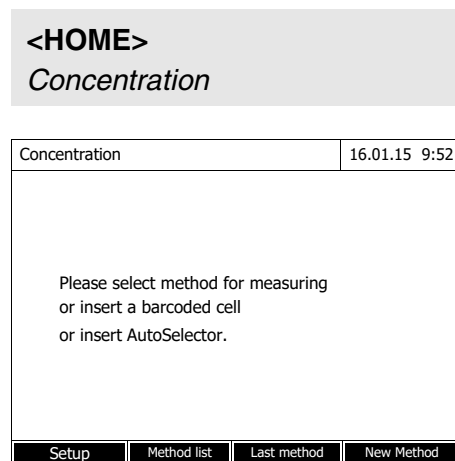 <HOME>
Concentration
Concentration 16.01.15 9:52
Please select method for measuring
or insert a barcoded cell
or insert AutoSelector.
Setup Method list Last method New Method